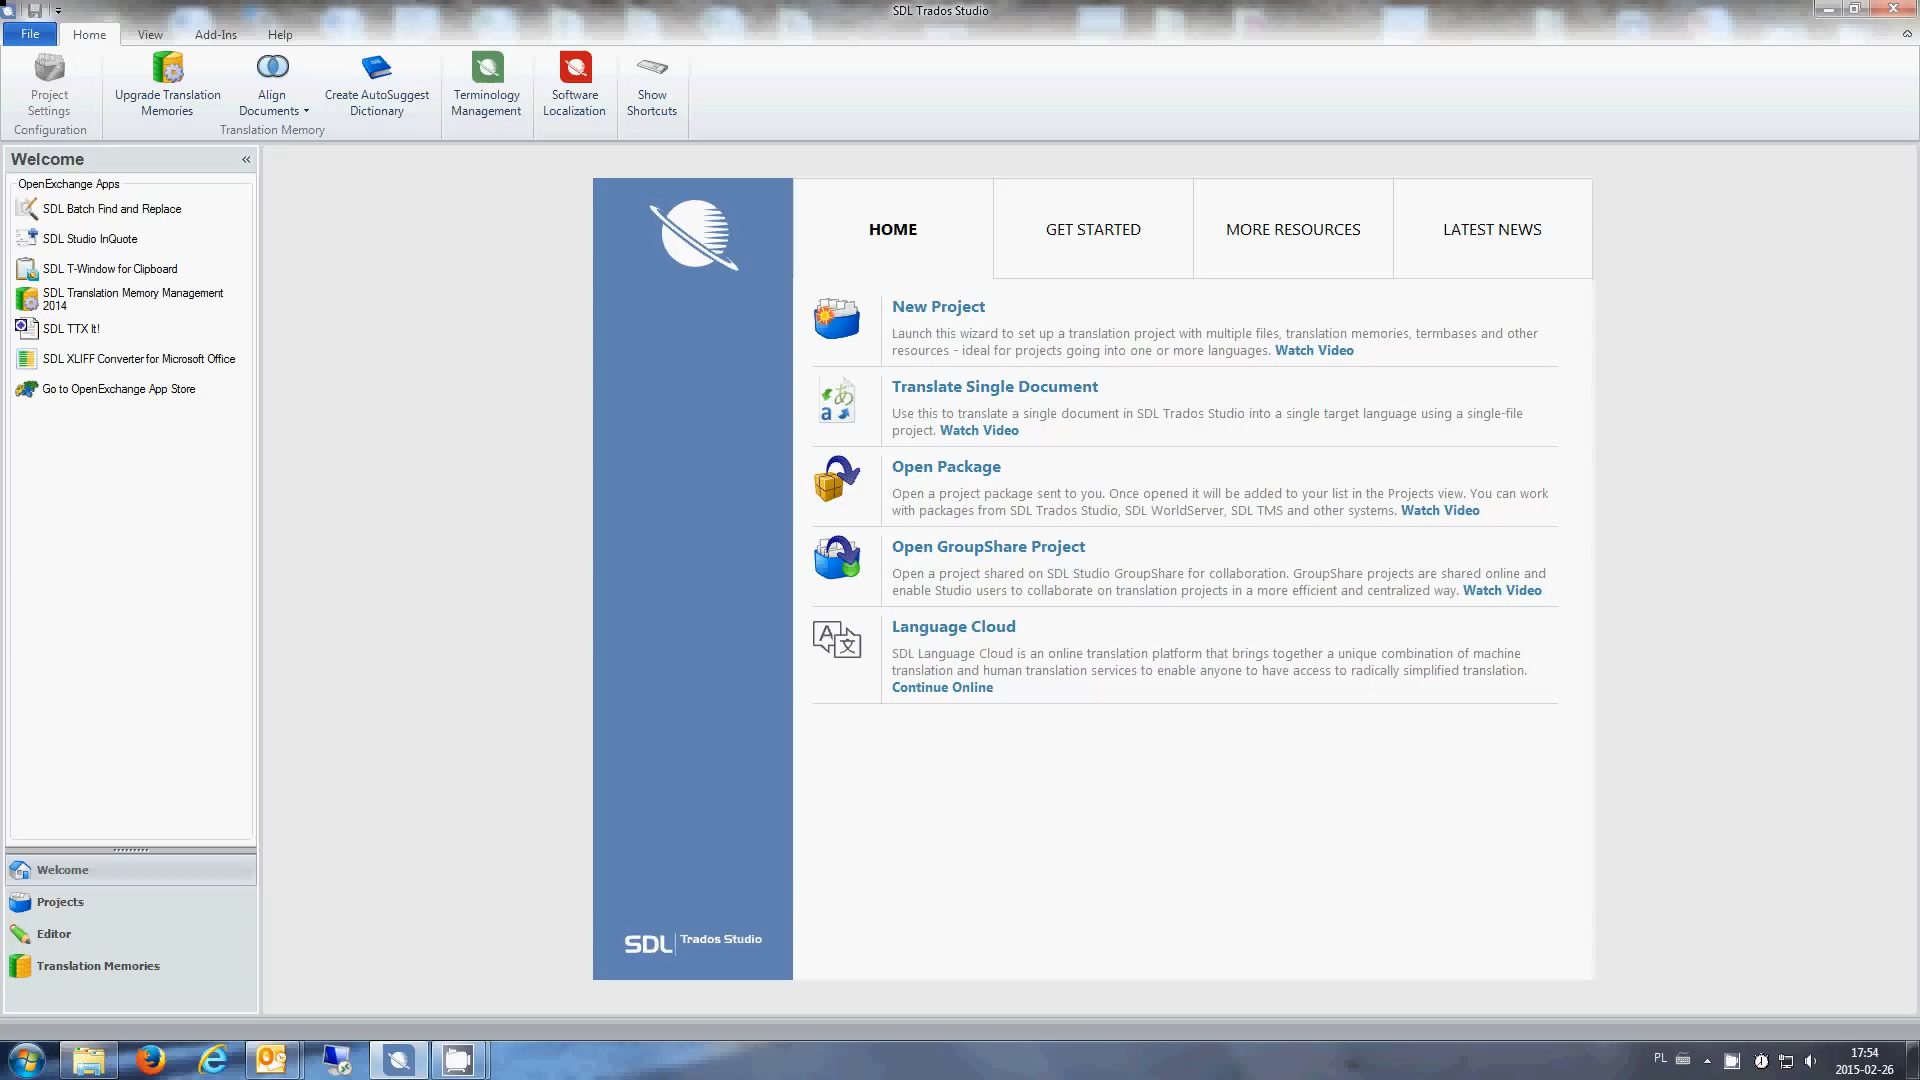 SDL Trados Studio
File
Home
View
Add-Ins
Help
Project
Settings
Configuration
Upgrade Translation
Memories
Align
Documents
Create AutoSuggest
Dictionary
Translation Memory
Terminology
Management
Software
Localization
Show
Shortcuts
Welcome
OpenExchange Apps
SDL Batch Find and Replace
SDL Studio InQuote
SDL T-Window for Clipboard
SDL Translation Memory Management
2014
SDL TTX It!
SDL XLIFF Converter for Microsoft Office
Go to OpenExchange App Store
Welcome
Projects
Editor
Translation Memories
HOME
GET STARTED
MORE RESOURCES
LATEST NEWS
New Project
Launch this wizard to set up a translation project with multiple files, translation memories, termbases and other
resources - ideal for projects going into one or more languages. Watch Video
Translate Single Document
Use this to translate a single document in SDL Trados Studio into a single target language using a single-file
project. Watch Video
Open Package
Open a project package sent to you. Once opened it will be added to your list in the Projects view. You can work
with packages from SDL Trados Studio, SDL WorldServer, SDL TMS and other systems. Watch Video
Open GroupShare Project
Open a project shared on SDL Studio GroupShare for collaboration. GroupShare projects are shared online and
enable Studio users to collaborate on translation projects in a more efficient and centralized way. Watch Video
Language Cloud
SDL Language Cloud is an online translation platform that brings together a unique combination of machine
translation and human translation services to enable anyone to have access to radically simplified translation.
Continue Online
SDL Trados Studio
PL
17:54
2015-02-26